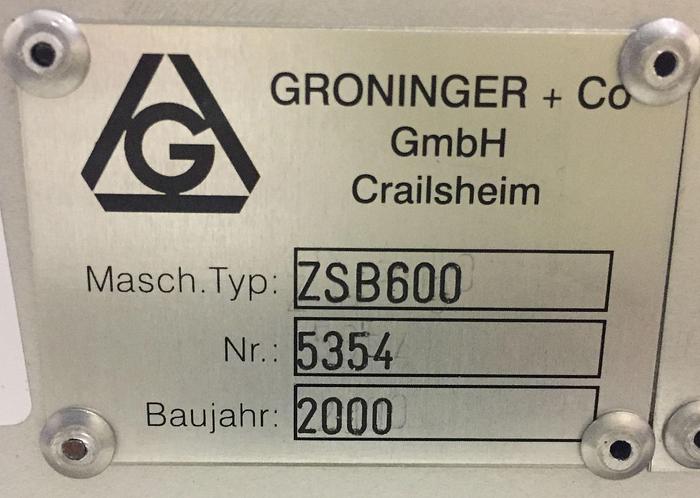 G
GRONINGER + Co
GmbH
Crailsheim
Masch.Typ: ZSB600
Nr.: 5354
Baujahr: 2000